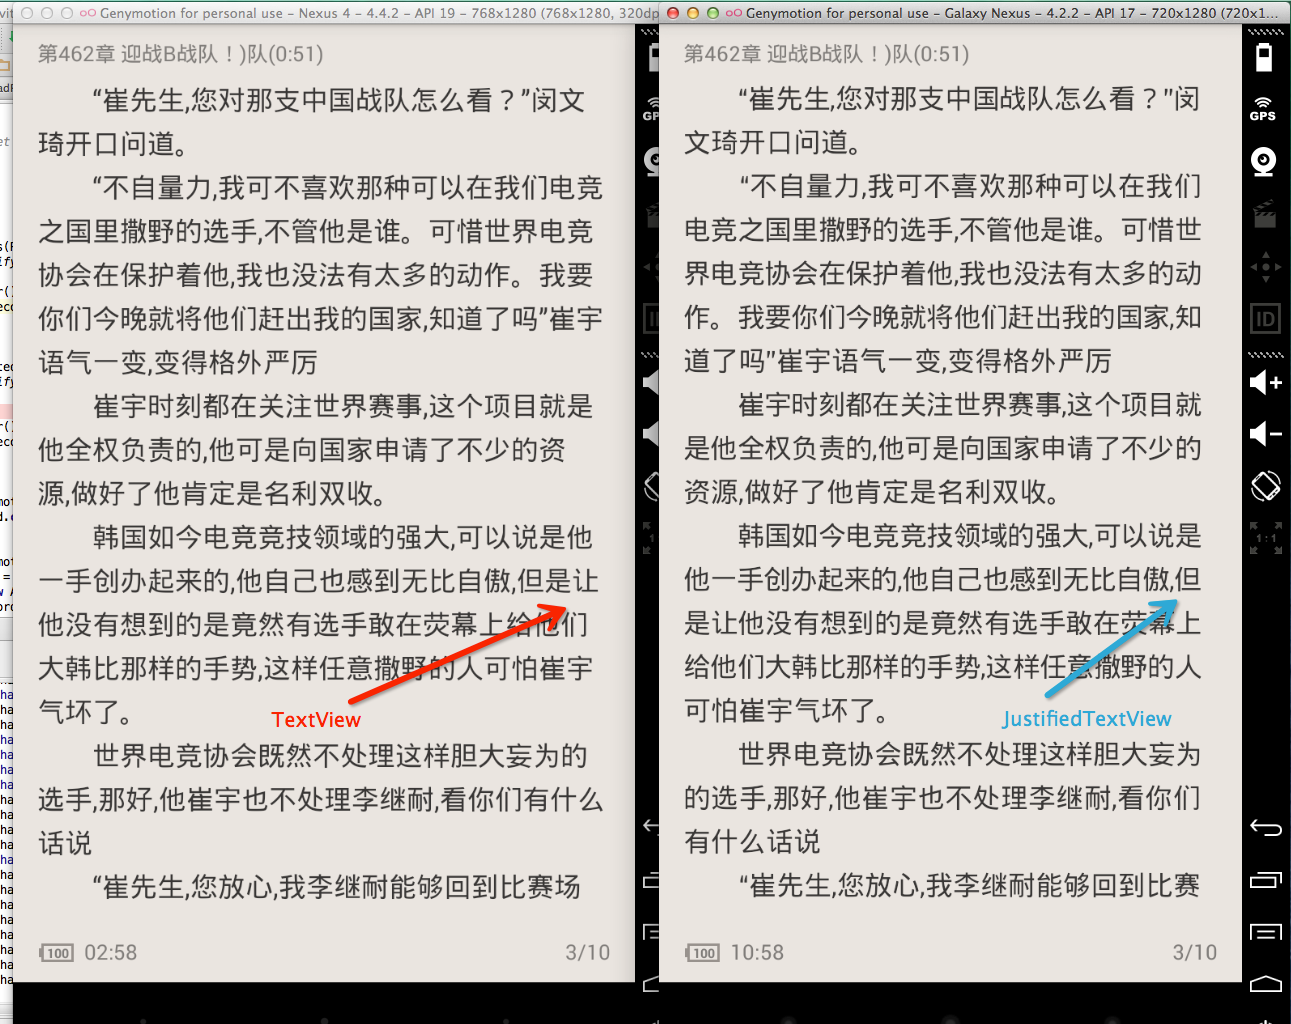 Genymotion for personal use - Nexus 4 - 4.4.2 - API 19 - 768x1280 (768x1280, 320dp
第462章 迎战B战队！)队(0:51)
“崔先生,您对那支中国战队怎么看？”闵文
琦开口问道。
“不自量力,我可不喜欢那种可以在我们电竞
之国里撒野的选手,不管他是谁。可惜世界电竞
协会在保护着他,我也没法有太多的动作。我要
你们今晚就将他们赶出我的国家,知道了吗”崔宇
语气一变,变得格外严厉
崔宇时刻都在关注世界赛事,这个项目就是
他全权负责的,他可是向国家申请了不少的资
源,做好了他肯定是名利双收。
韩国如今电竞竞技领域的强大,可以说是他
一手创办起来的,他自己也感到无比自傲,但是让
他没有想到的是竟然有选手敢在荧幕上给他们
大韩比那样的手势,这样任意撒野的人可怕崔宇
气坏了。
TextView
世界电竞协会既然不处理这样胆大妄为的
选手,那好,他崔宇也不处理李继耐,看你们有什么
话说
“崔先生,您放心,我李继耐能够回到比赛场
100 02:58 3/10
Genymotion for personal use - Galaxy Nexus - 4.2.2 - API 17 - 720x1280 (720x1...
第462章 迎战B战队！)队(0:51)
“崔先生,您对那支中国战队怎么看？”闵
文琦开口问道。
“不自量力,我可不喜欢那种可以在我们
电竞之国里撒野的选手,不管他是谁。可惜世
界电竞协会在保护着他,我也没法有太多的动
作。我要你们今晚就将他们赶出我的国家,知
道了吗”崔宇语气一变,变得格外严厉
崔宇时刻都在关注世界赛事,这个项目就
是他全权负责的,他可是向国家申请了不少的
资源,做好了他肯定是名利双收。
韩国如今电竞竞技领域的强大,可以说是
他一手创办起来的,他自己也感到无比自傲,但
是让他没有想到的是竟然有选手敢在荧幕上
给他们大韩比那样的手势,这样任意撒野的人
可怕崔宇气坏了。
JustifiedTextView
世界电竞协会既然不处理这样胆大妄为
的选手,那好,他崔宇也不处理李继耐,看你们
有什么话说
“崔先生,您放心,我李继耐能够回到比赛
100 10:58 3/10
GPS
ID
1:1